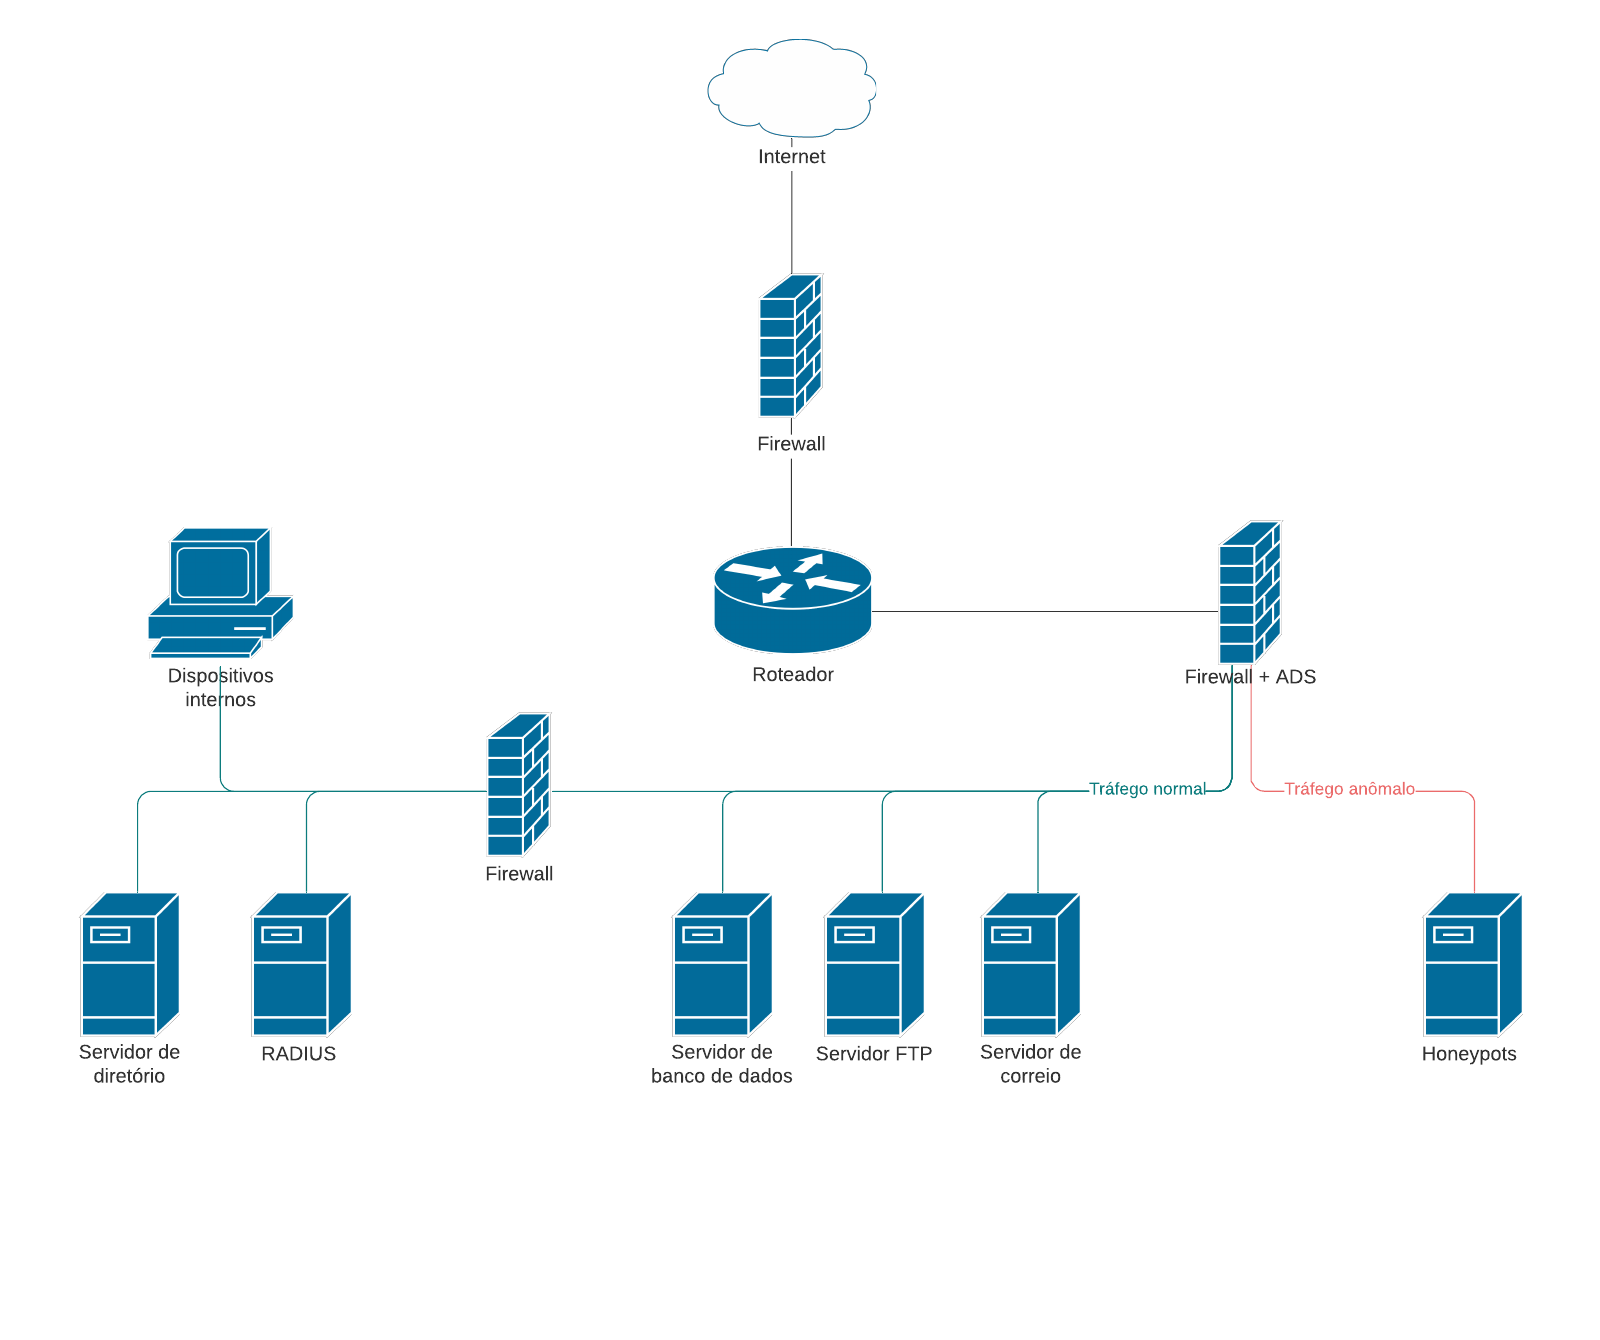 Internet
Firewall
Roteador
Firewall + ADS
Dispositivos
internos
Tráfego normal
Tráfego anômalo
Firewall
Servidor de
diretório
RADIUS
Servidor de
banco de dados
Servidor FTP
Servidor de
correio
Honeypots